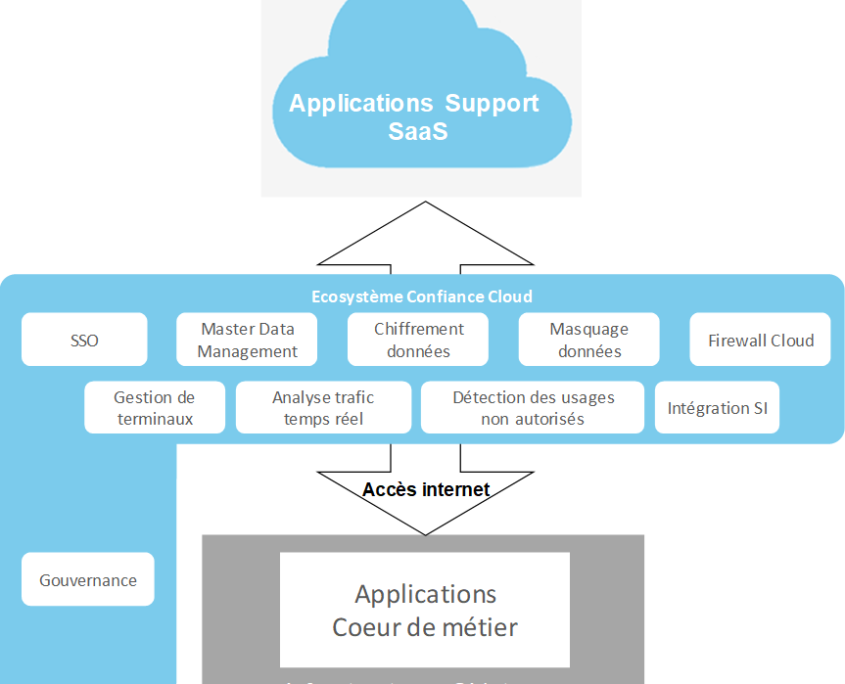 Applications Support
SaaS
Ecosystème Confiance Cloud
SSO
Master Data
Management
Chiffrement
données
Masquage
données
Firewall Cloud
Gestion de
terminaux
Analyse trafic
temps réel
Détection des usages
non autorisés
Intégration SI
Accès internet
Gouvernance
Applications
Coeur de métier